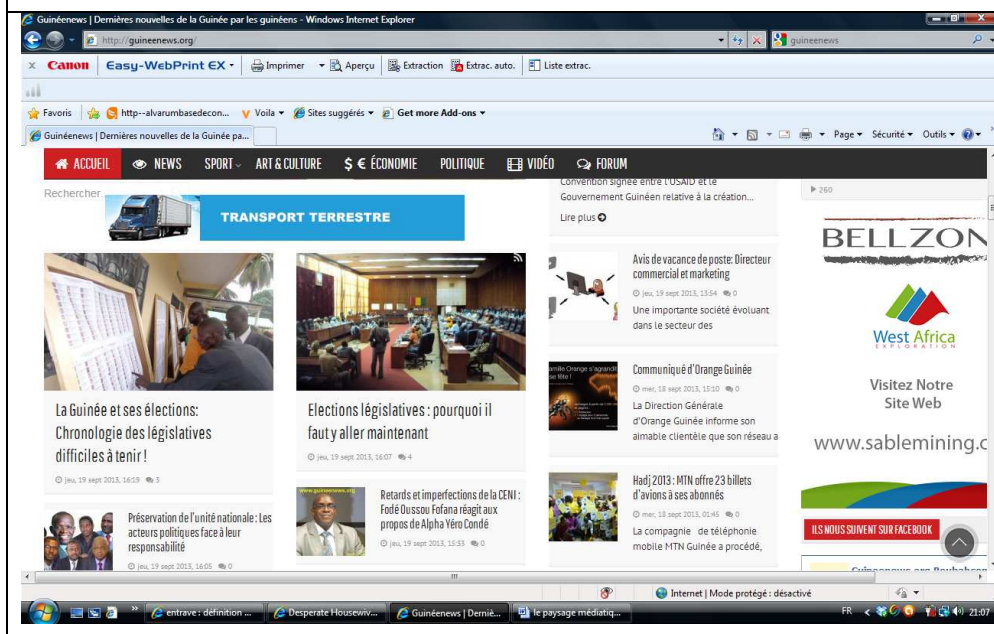 Guinéenews | Dernières nouvelles de la Guinée par les guinéens - Windows Internet Explorer
http://guineenews.org/
guineenews
x Canon Easy-WebPrint EX Imprimer Aperçu Extraction Extrac. auto. Liste extrac.
Favoris http--alvarumbasedecon... Voila Sites suggérés Get more Add-ons
Guinéenews | Dernières nouvelles de la Guinée pa...
Page Sécurité Outils
ACCUEIL NEWS SPORT ART & CULTURE $ € ÉCONOMIE POLITIQUE VIDÉO FORUM
Rechercher
TRANSPORT TERRESTRE
La Guinée et ses élections:
Chronologie des législatives
difficiles à tenir !
jeu, 19 sept 2013, 16:19 3
Préservation de l'unité nationale: Les
acteurs politiques face à leur
responsabilité
jeu, 19 sept 2013, 16:05 0
Elections législatives : pourquoi il
faut y aller maintenant
jeu, 19 sept 2013, 16:07 4
www.guineenews.org
Retards et imperfections de la CENI :
Fodé Oussou Fofana réagit aux
propos de Alpha Yéro Condé
jeu, 19 sept 2013, 15:53 0
Convention signée entre l'USAID et le
Gouvernement Guinéen relative à la création...
Lire plus
Avis de vacance de poste: Directeur
commercial et marketing
jeu, 19 sept 2013, 13:54 0
Une importante société évoluant
dans le secteur des
amille Orange s'agrandit
se fête !
Communiqué d'Orange Guinée
mer, 18 sept 2013, 15:10 0
La Direction Générale
d'Orange Guinée informe son
aimable clientèle que son réseau a
Hadj 2013 : MTN offre 23 billets
d'avions à ses abonnés
mer, 18 sept 2013, 01:45 0
La compagnie de téléphonie
mobile MTN Guinée a procédé,
260
BELLZON
West Africa
EXPLORATION
Visitez Notre
Site Web
www.sablemining.c
ILS NOUS SUIVENT SUR FACEBOOK
Internet | Mode protégé : désactivé
entrave : définition ... Desperate Housewiv... Guinéenews | Derniè... le paysage médiatiq... FR 21:07